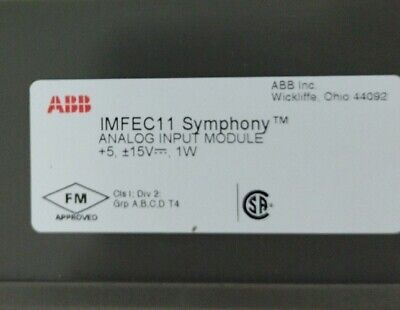 ABB Inc.
Wickliffe, Ohio 44092
ABB
IMFEC11 Symphony™
ANALOG INPUT MODULE
+5, ±15V⎓, 1W
FM
APPROVED
Cls I; Div 2;
Grp A,B,C,D T4
SA